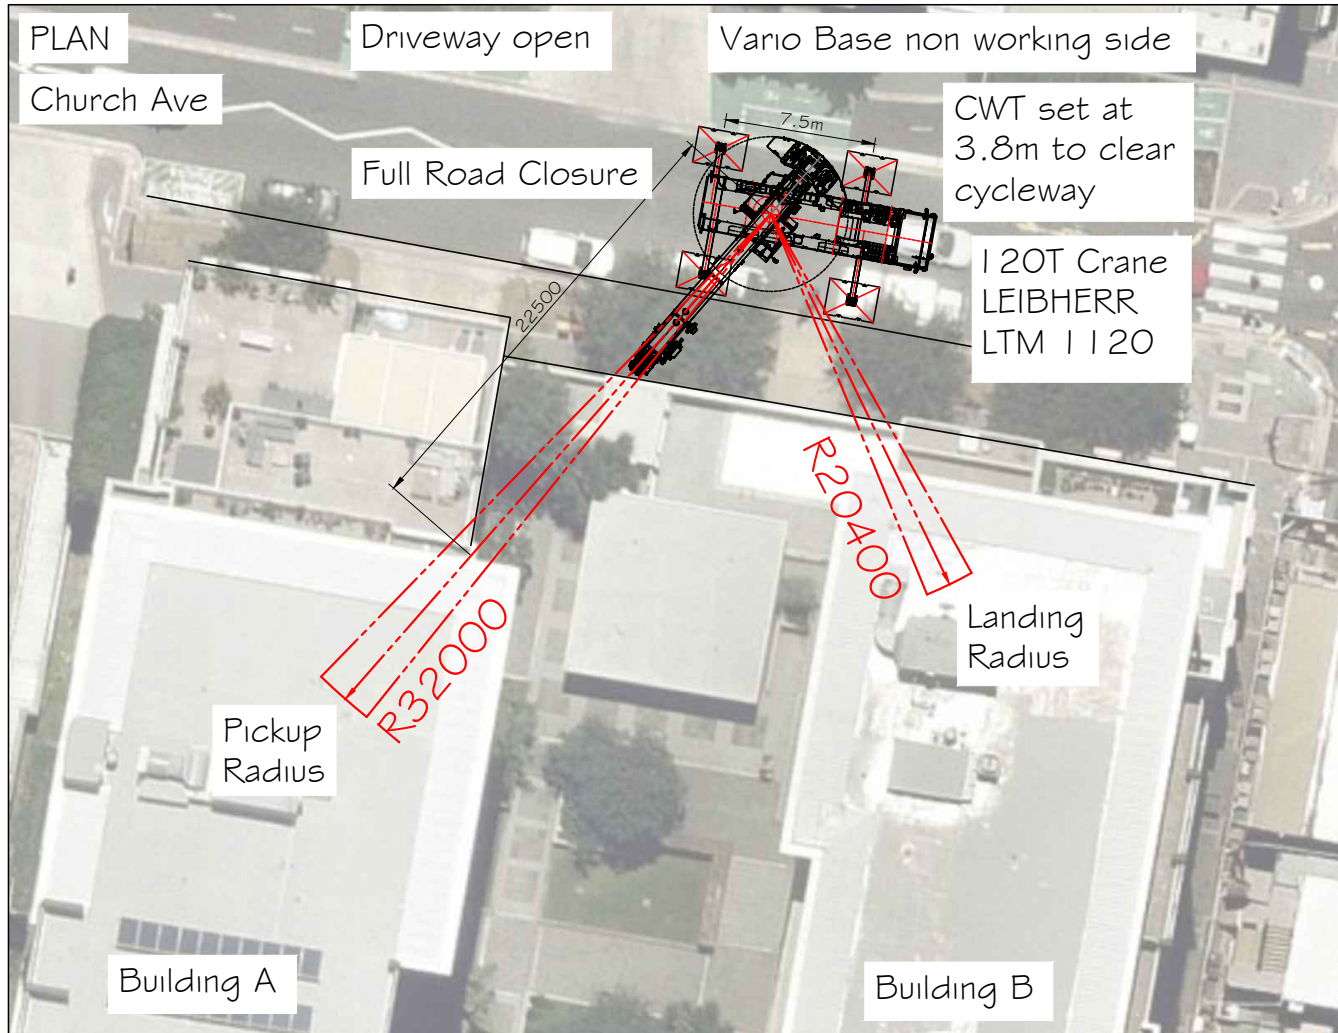 PLAN
Driveway open
Vario Base non working side
Church Ave
CWT set at
3.8m to clear
cycleway
7.5m
Full Road Closure
120T Crane
LEIBHERR
LTM 1120
22500
R20400
R32000
Landing
Radius
Pickup
Radius
Building A
Building B